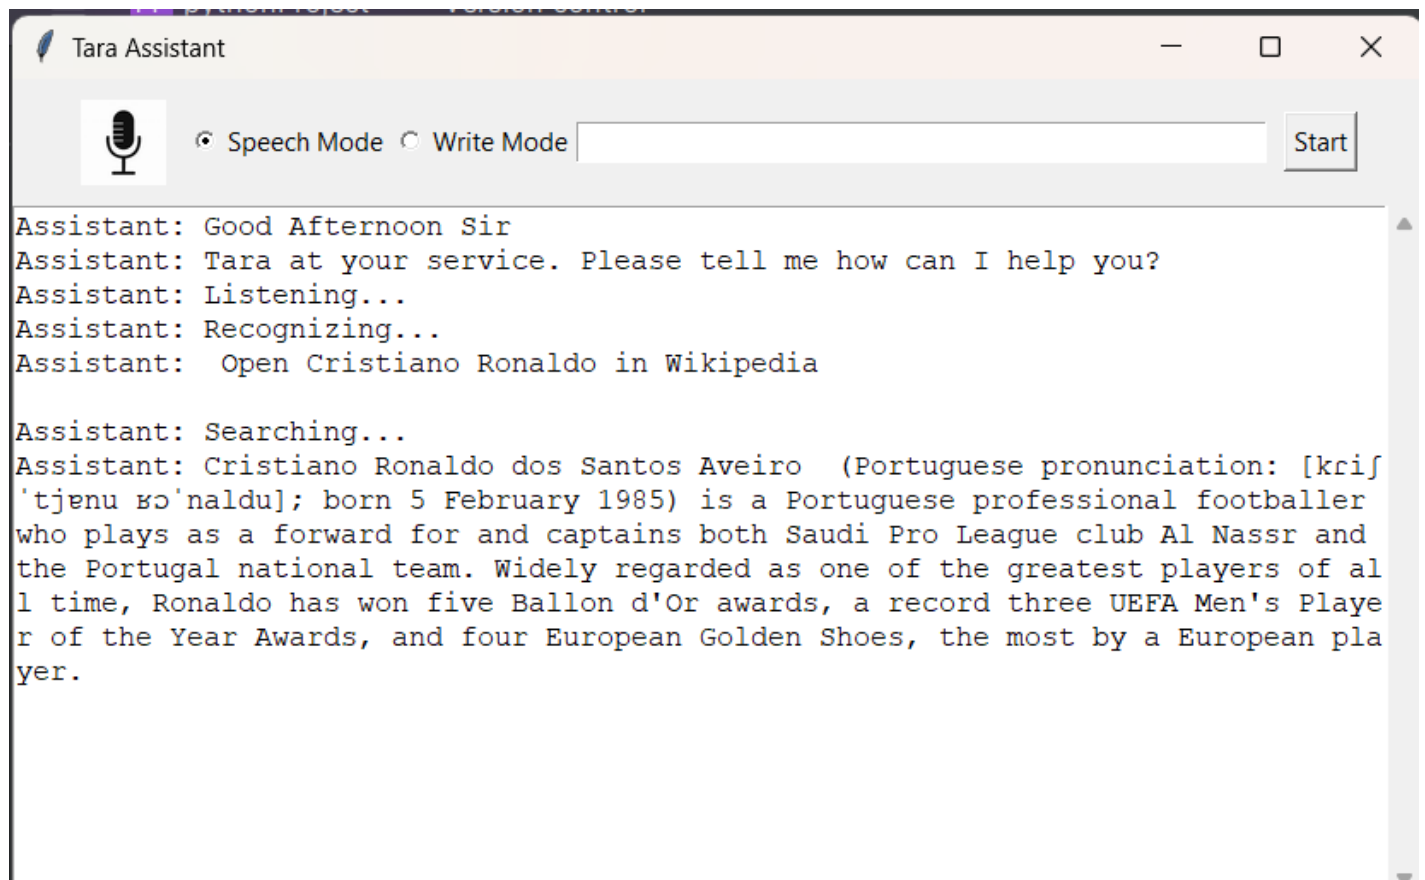 Tara Assistant
Speech Mode Write Mode Start
Assistant: Good Afternoon Sir
Assistant: Tara at your service. Please tell me how can I help you?
Assistant: Listening...
Assistant: Recognizing...
Assistant:  Open Cristiano Ronaldo in Wikipedia
Assistant: Searching...
Assistant: Cristiano Ronaldo dos Santos Aveiro  (Portuguese pronunciation: [kɾiʃ
ˈtjɐnu ʁɔˈnaldu]; born 5 February 1985) is a Portuguese professional footballer
who plays as a forward for and captains both Saudi Pro League club Al Nassr and
the Portugal national team. Widely regarded as one of the greatest players of al
l time, Ronaldo has won five Ballon d'Or awards, a record three UEFA Men's Playe
r of the Year Awards, and four European Golden Shoes, the most by a European pla
yer.